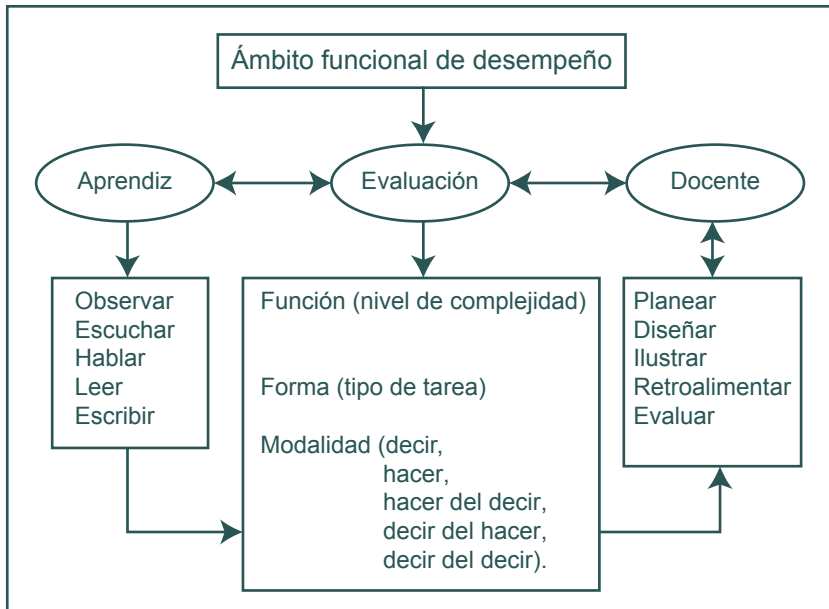 Ámbito funcional de desempeño
Aprendiz
Evaluación
Docente
Observar
Escuchar
Hablar
Leer
Escribir
Función (nivel de complejidad)
Forma (tipo de tarea)
Modalidad (decir,
hacer,
hacer del decir,
decir del hacer,
decir del decir).
Planear
Diseñar
Ilustrar
Retroalimentar
Evaluar